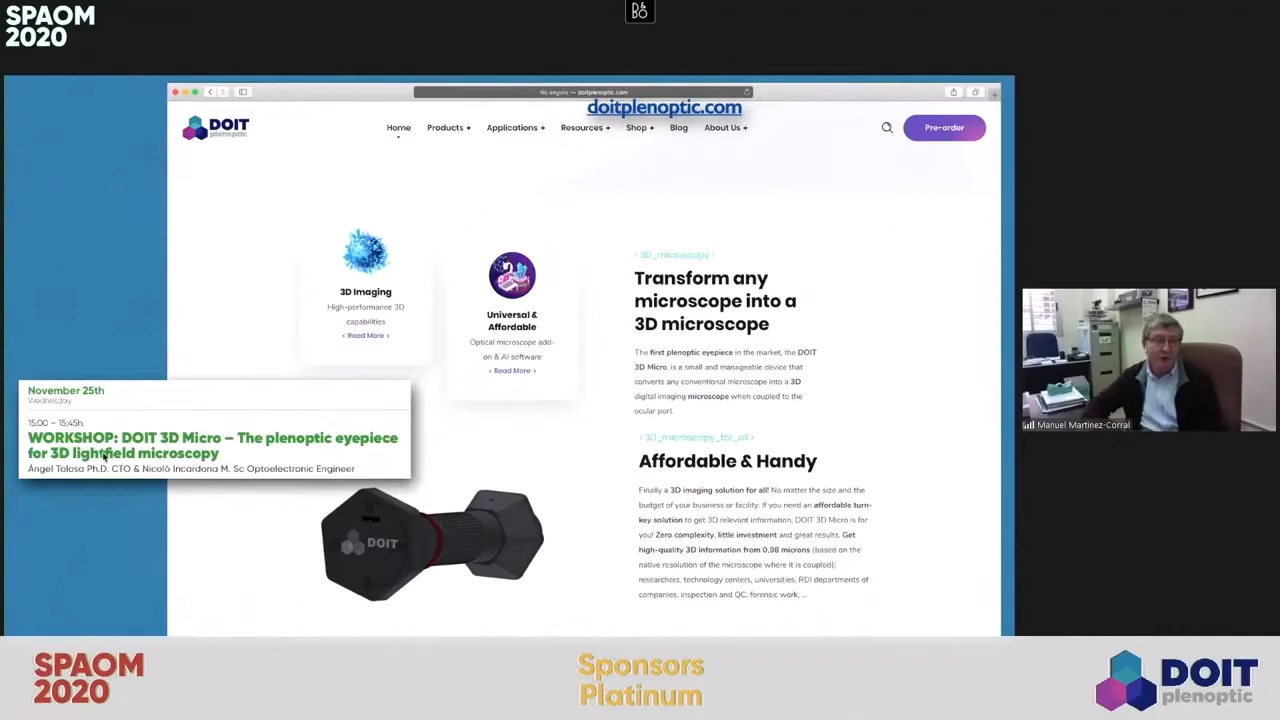 SPAOM
2020
B&O
No seguro — doitplenoptic.com
doitplenoptic.com
DOIT
plenoptic
Home
Products +
Applications +
Resources +
Shop +
Blog
About Us +
Pre-order
3D Imaging
High-performance 3D
capabilities
< Read More >
Universal &
Affordable
Optical microscope add-
on & AI software
< Read More >
< 3D_microscopy >
Transform any
microscope into a
3D microscope
The first plenoptic eyepiece in the market, the DOIT
3D Micro, is a small and manageable device that
converts any conventional microscope into a 3D
digital imaging microscope when coupled to the
ocular port.
< 3D_microscopy_for_all >
Affordable & Handy
Finally a 3D imaging solution for all! No matter the size and the
budget of your business or facility. If you need an affordable turn-
key solution to get 3D relevant information, DOIT 3D Micro is for
you! Zero complexity, little investment and great results. Get
high-quality 3D information from 0,98 microns (based on the
native resolution of the microscope where it is coupled):
researchers, technology centers, universities, RDI departments of
companies, inspection and QC, forensic work, ...
November 25th
Wednesday
15:00 – 15:45h.
WORKSHOP: DOIT 3D Micro – The plenoptic eyepiece
for 3D lightfield microscopy
Ángel Tolosa Ph.D. CTO & Nicolò Incardona M. Sc Optoelectronic Engineer
DOIT
Manuel Martinez-Corral
SPAOM
2020
Sponsors
Platinum
DOIT
plenoptic